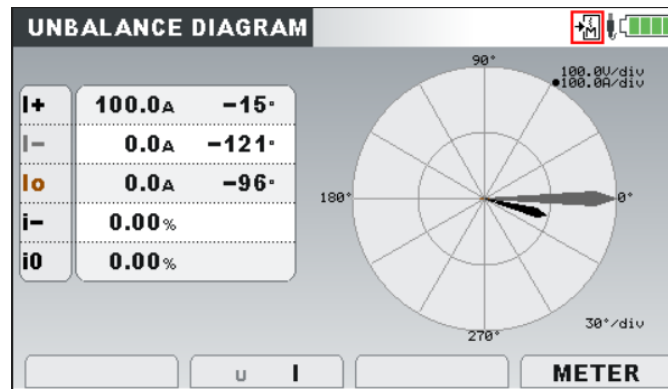 UNBALANCE DIAGRAM
M
I+ 100.0A -15°
I- 0.0A -121°
Io 0.0A -96°
i- 0.00%
i0 0.00%
90°
100.0U/div
100.0A/div
180°
0°
270°
30°/div
U I
METER